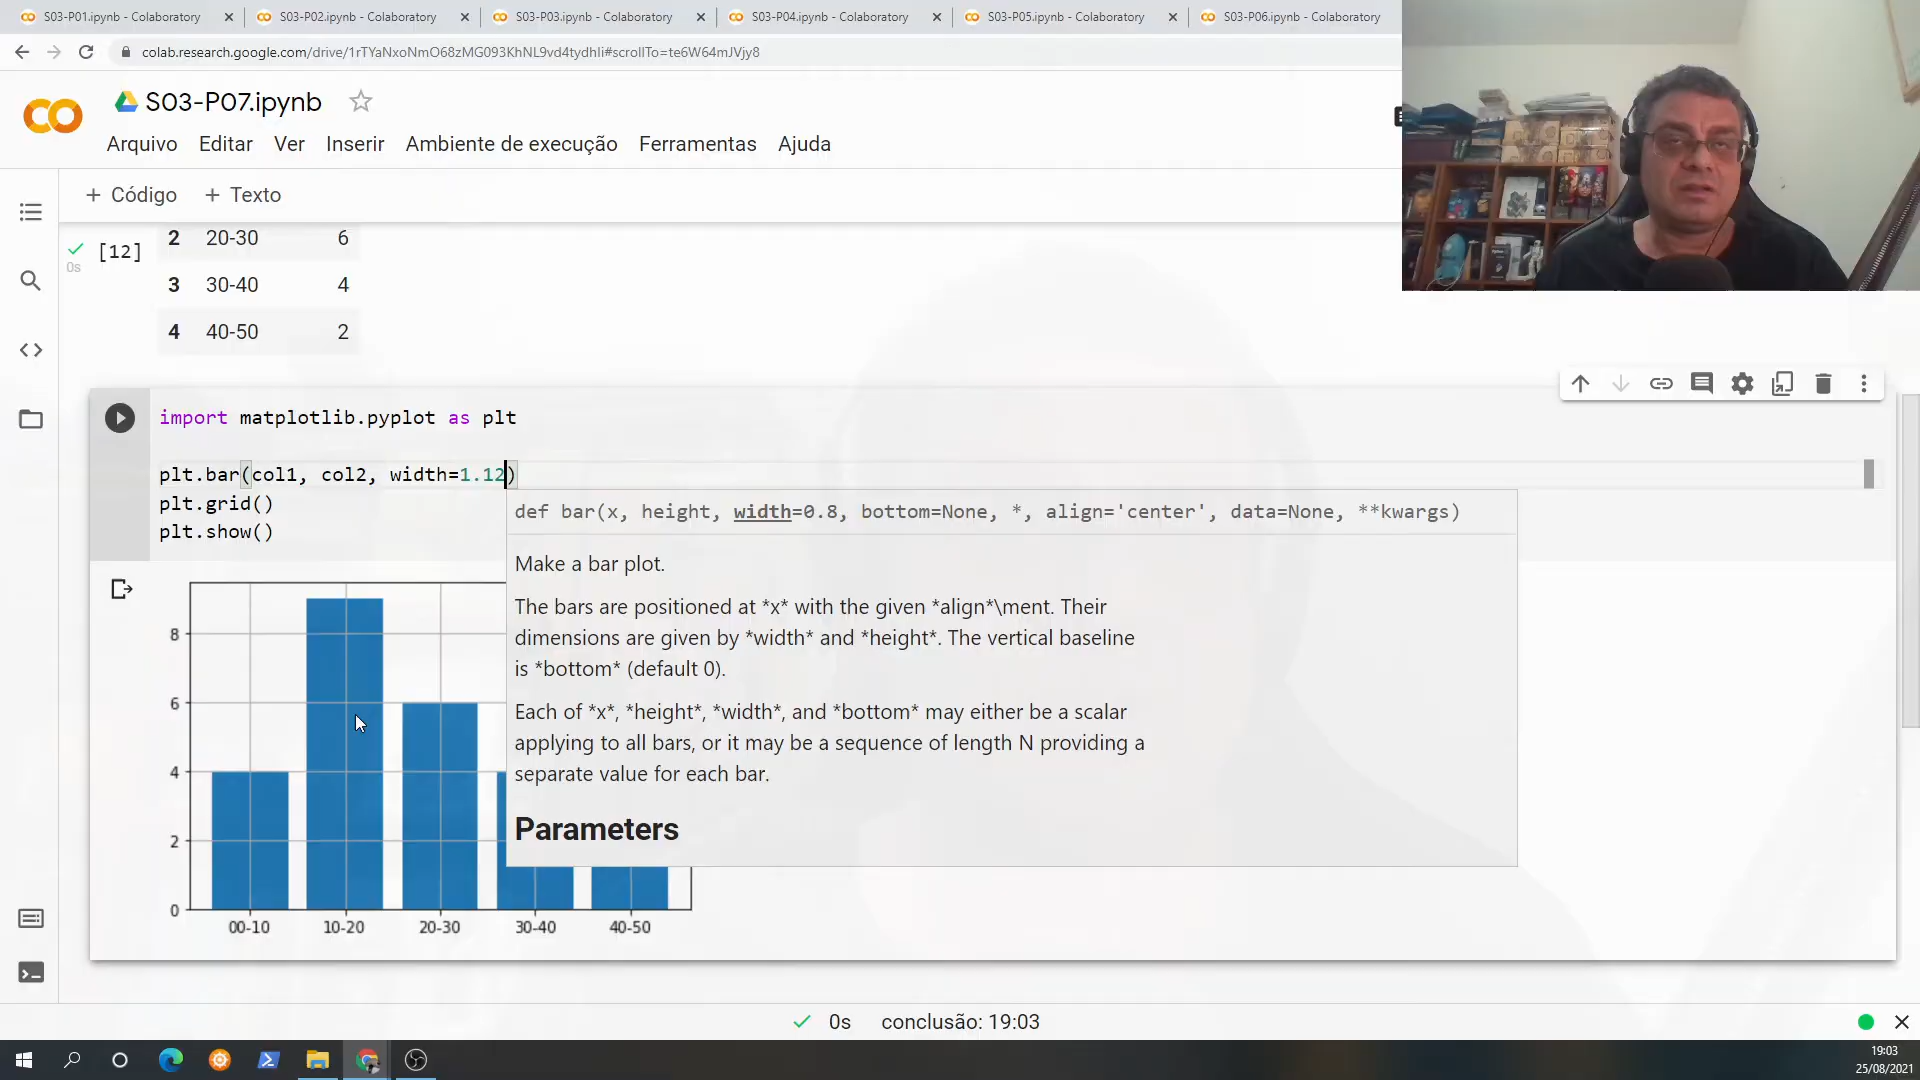 S03-P01.ipynb - Colaboratory
S03-P02.ipynb - Colaboratory
S03-P03.ipynb - Colaboratory
S03-P04.ipynb - Colaboratory
S03-P05.ipynb - Colaboratory
S03-P06.ipynb - Colaboratory
colab.research.google.com/drive/1rTYaNxoNmO68zMG093KhNL9vd4tydhIi#scrollTo=te6W64mJVjy8
S03-P07.ipynb
Arquivo Editar Ver Inserir Ambiente de execução Ferramentas Ajuda
+ Código + Texto
0s
[12]
2 20-30 6
3 30-40 4
4 40-50 2
import matplotlib.pyplot as plt
plt.bar(col1, col2, width=1.12)
plt.grid()
plt.show()
def bar(x, height, width=0.8, bottom=None, *, align='center', data=None, **kwargs)
Make a bar plot.
The bars are positioned at *x* with the given *align*\ment. Their
dimensions are given by *width* and *height*. The vertical baseline
is *bottom* (default 0).
Each of *x*, *height*, *width*, and *bottom* may either be a scalar
applying to all bars, or it may be a sequence of length N providing a
separate value for each bar.
Parameters
8
6
4
2
0
00-10 10-20 20-30 30-40 40-50
0s conclusão: 19:03
19:03
25/08/2021